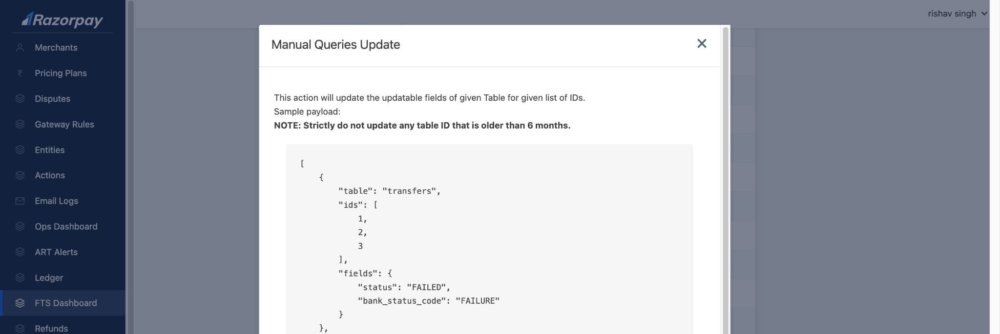 Razorpay
Merchants
Pricing Plans
Disputes
Gateway Rules
Entities
Actions
Email Logs
Ops Dashboard
ART Alerts
Ledger
FTS Dashboard
Refunds
rishav singh
Manual Queries Update
This action will update the updatable fields of given Table for given list of IDs.
Sample payload:
NOTE: Strictly do not update any table ID that is older than 6 months.
[
    {
        "table": "transfers",
        "ids": [
            1,
            2,
            3
        ],
        "fields": {
            "status": "FAILED",
            "bank_status_code": "FAILURE"
        }
    },